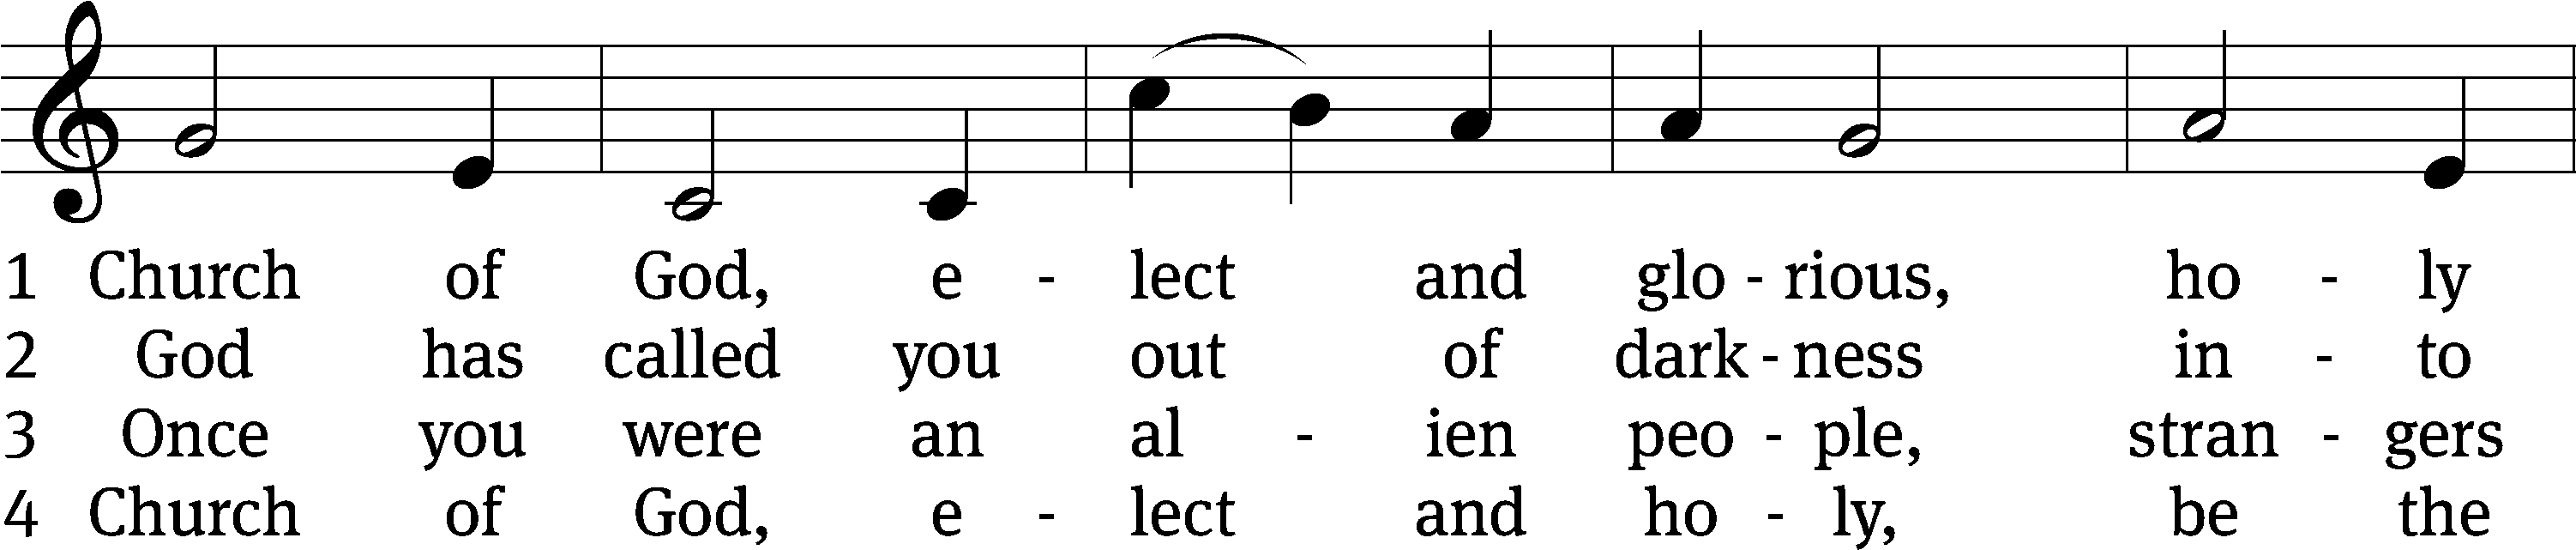 1 Church of God, e - lect and glo - rious, ho - ly
2 God has called you out of dark - ness in - to
3 Once you were an al - ien peo - ple, stran - gers
4 Church of God, e - lect and ho - ly, be the